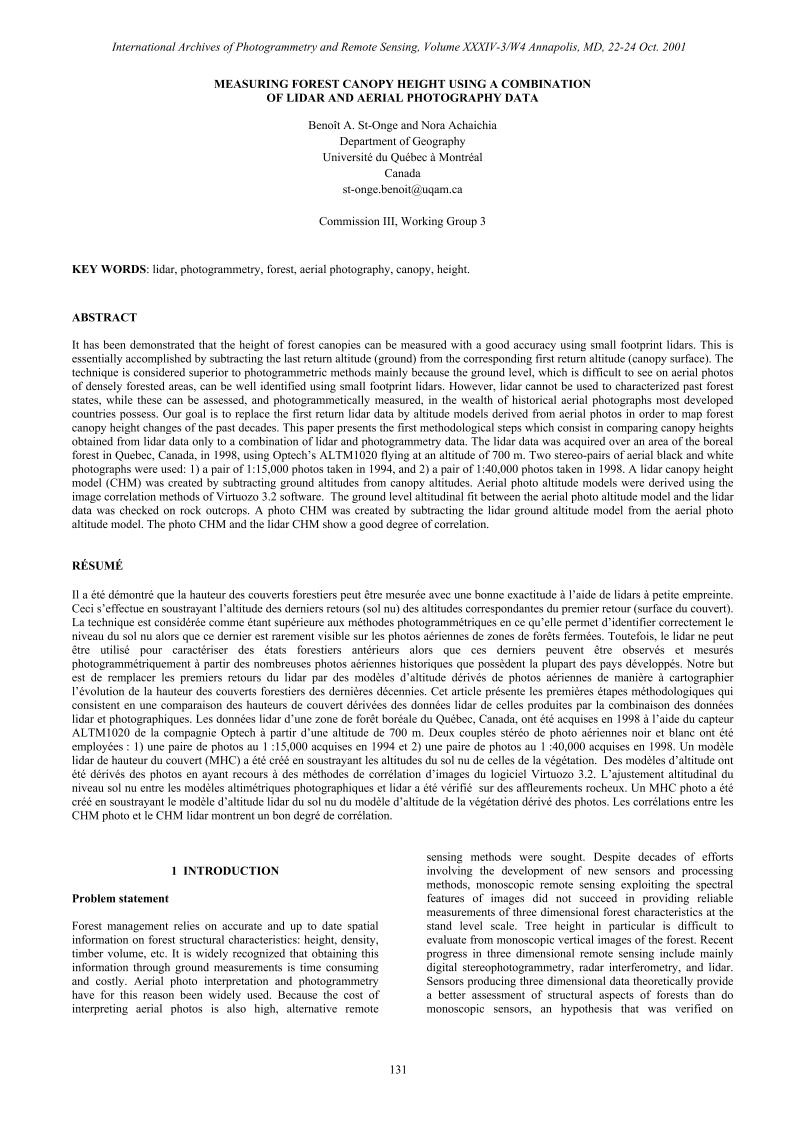 International Archives of Photogrammetry and Remote Sensing, Volume XXXIV-3/W4 Annapolis, MD, 22-24 Oct. 2001
MEASURING FOREST CANOPY HEIGHT USING A COMBINATION
OF LIDAR AND AERIAL PHOTOGRAPHY DATA
Benoît A. St-Onge and Nora Achaichia
Department of Geography
Université du Québec à Montréal
Canada
st-onge.benoit@uqam.ca
Commission III, Working Group 3
KEY WORDS: lidar, photogrammetry, forest, aerial photography, canopy, height.
ABSTRACT
It has been demonstrated that the height of forest canopies can be measured with a good accuracy using small footprint lidars. This is
essentially accomplished by subtracting the last return altitude (ground) from the corresponding first return altitude (canopy surface). The
technique is considered superior to photogrammetric methods mainly because the ground level, which is difficult to see on aerial photos
of densely forested areas, can be well identified using small footprint lidars. However, lidar cannot be used to characterized past forest
states, while these can be assessed, and photogrammetically measured, in the wealth of historical aerial photographs most developed
countries possess. Our goal is to replace the first return lidar data by altitude models derived from aerial photos in order to map forest
canopy height changes of the past decades. This paper presents the first methodological steps which consist in comparing canopy heights
obtained from lidar data only to a combination of lidar and photogrammetry data. The lidar data was acquired over an area of the boreal
forest in Quebec, Canada, in 1998, using Optech's ALTM1020 flying at an altitude of 700 m. Two stereo-pairs of aerial black and white
photographs were used: 1) a pair of 1:15,000 photos taken in 1994, and 2) a pair of 1:40,000 photos taken in 1998. A lidar canopy height
model (CHM) was created by subtracting ground altitudes from canopy altitudes. Aerial photo altitude models were derived using the
image correlation methods of Virtuozo 3.2 software. The ground level altitudinal fit between the aerial photo altitude model and the lidar
data was checked on rock outcrops. A photo CHM was created by subtracting the lidar ground altitude model from the aerial photo
altitude model. The photo CHM and the lidar CHM show a good degree of correlation.
RÉSUMÉ
Il a été démontré que la hauteur des couverts forestiers peut être mesurée avec une bonne exactitude à l'aide de lidars à petite empreinte.
Ceci s'effectue en soustrayant l'altitude des derniers retours (sol nu) des altitudes correspondantes du premier retour (surface du couvert).
La technique est considérée comme étant supérieure aux méthodes photogrammétriques en ce qu'elle permet d'identifier correctement le
niveau du sol nu alors que ce dernier est rarement visible sur les photos aériennes de zones de forêts fermées. Toutefois, le lidar ne peut
être utilisé pour caractériser des états forestiers antérieurs alors que ces derniers peuvent être observés et mesurés
photogrammétriquement à partir des nombreuses photos aériennes historiques que possèdent la plupart des pays développés. Notre but
est de remplacer les premiers retours du lidar par des modèles d'altitude dérivés de photos aériennes de manière à cartographier
l'évolution de la hauteur des couverts forestiers des dernières décennies. Cet article présente les premières étapes méthodologiques qui
consistent en une comparaison des hauteurs de couvert dérivées des données lidar de celles produites par la combinaison des données
lidar et photographiques. Les données lidar d'une zone de forêt boréale du Québec, Canada, ont été acquises en 1998 à l'aide du capteur
ALTM1020 de la compagnie Optech à partir d'une altitude de 700 m. Deux couples stéréo de photo aériennes noir et blanc ont été
employées : 1) une paire de photos au 1 :15,000 acquises en 1994 et 2) une paire de photos au 1 :40,000 acquises en 1998. Un modèle
lidar de hauteur du couvert (MHC) a été créé en soustrayant les altitudes du sol nu de celles de la végétation. Des modèles d'altitude ont
été dérivés des photos en ayant recours à des méthodes de corrélation d'images du logiciel Virtuozo 3.2. L'ajustement altitudinal du
niveau sol nu entre les modèles altimétriques photographiques et lidar a été vérifié sur des affleurements rocheux. Un MHC photo a été
créé en soustrayant le modèle d'altitude lidar du sol nu du modèle d'altitude de la végétation dérivé des photos. Les corrélations entre les
CHM photo et le CHM lidar montrent un bon degré de corrélation.
1 INTRODUCTION
Problem statement
Forest management relies on accurate and up to date spatial
information on forest structural characteristics: height, density,
timber volume, etc. It is widely recognized that obtaining this
information through ground measurements is time consuming
and costly. Aerial photo interpretation and photogrammetry
have for this reason been widely used. Because the cost of
interpreting aerial photos is also high, alternative remote
sensing methods were sought. Despite decades of efforts
involving the development of new sensors and processing
methods, monoscopic remote sensing exploiting the spectral
features of images did not succeed in providing reliable
measurements of three dimensional forest characteristics at the
stand level scale. Tree height in particular is difficult to
evaluate from monoscopic vertical images of the forest. Recent
progress in three dimensional remote sensing include mainly
digital stereophotogrammetry, radar interferometry, and lidar.
Sensors producing three dimensional data theoretically provide
a better assessment of structural aspects of forests than do
monoscopic sensors, an hypothesis that was verified on
131